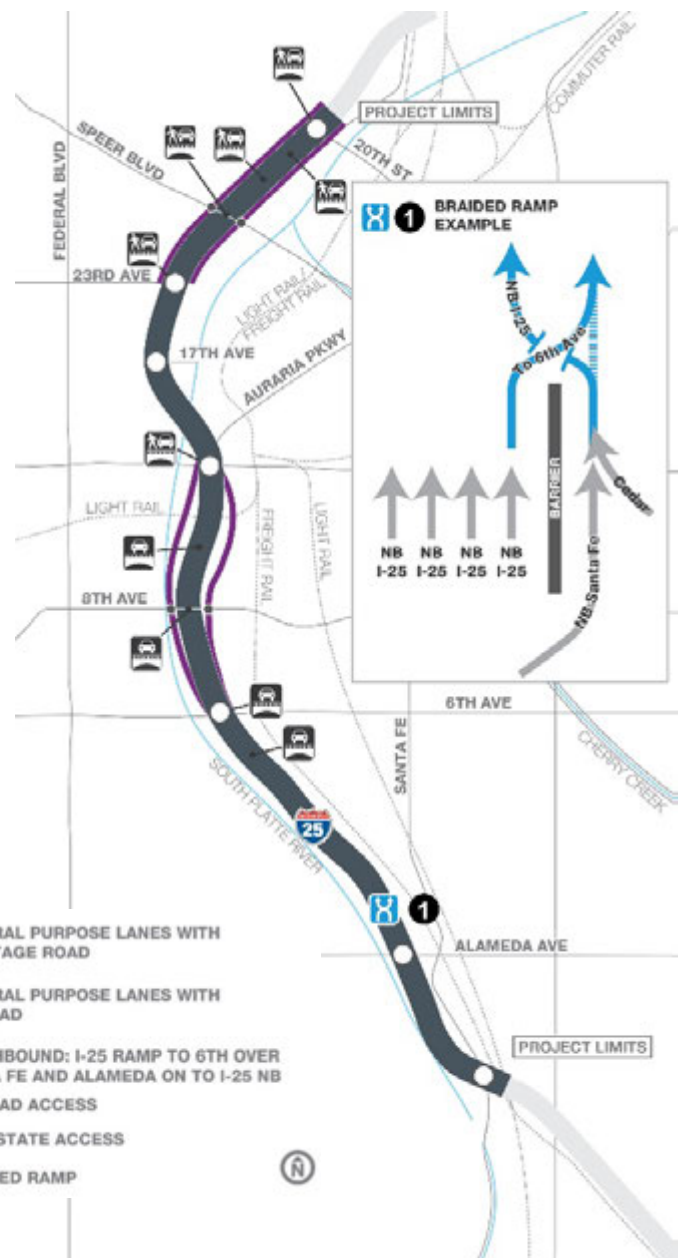 COMMUTER RAIL
PROJECT LIMITS
SPEER BLVD
20TH ST
FEDERAL BLVD
1 BRAIDED RAMP
EXAMPLE
23RD AVE
LIGHT RAIL/
FREIGHT RAIL
NB I-25
To 6th Ave
17TH AVE
AURARIA PKWY
BARRIER
Cedar
LIGHT RAIL
FREIGHT RAIL
LIGHT RAIL
NB
I-25
NB
I-25
NB
I-25
NB
I-25
NB Santa Fe
8TH AVE
6TH AVE
SANTA FE
CHERRY CREEK
SOUTH PLATTE RIVER
25
1
ALAMEDA AVE
RAL PURPOSE LANES WITH
TAGE ROAD
RAL PURPOSE LANES WITH
AD
HBOUND: I-25 RAMP TO 6TH OVER
A FE AND ALAMEDA ON TO I-25 NB
AD ACCESS
STATE ACCESS
ED RAMP
PROJECT LIMITS
N